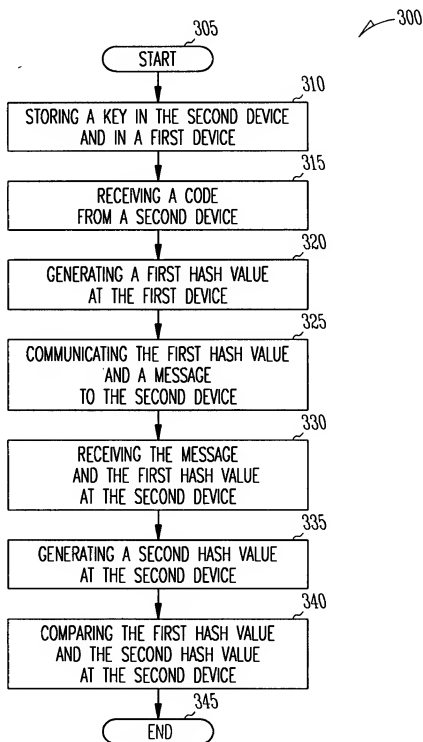 300
305
START
310
STORING A KEY IN THE SECOND DEVICE
AND IN A FIRST DEVICE
315
RECEIVING A CODE
FROM A SECOND DEVICE
320
GENERATING A FIRST HASH VALUE
AT THE FIRST DEVICE
325
COMMUNICATING THE FIRST HASH VALUE
AND A MESSAGE
TO THE SECOND DEVICE
330
RECEIVING THE MESSAGE
AND THE FIRST HASH VALUE
AT THE SECOND DEVICE
335
GENERATING A SECOND HASH VALUE
AT THE SECOND DEVICE
340
COMPARING THE FIRST HASH VALUE
AND THE SECOND HASH VALUE
AT THE SECOND DEVICE
345
END